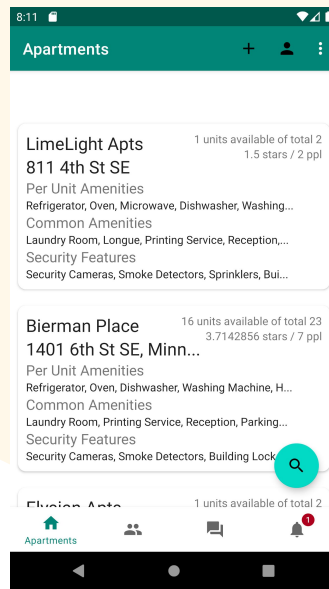 8:11
Apartments
LimeLight Apts
1 units available of total 2
1.5 stars / 2 ppl
811 4th St SE
Per Unit Amenities
Refrigerator, Oven, Microwave, Dishwasher, Washing...
Common Amenities
Laundry Room, Longue, Printing Service, Reception,...
Security Features
Security Cameras, Smoke Detectors, Sprinklers, Bui...
Bierman Place
16 units available of total 23
3.7142856 stars / 7 ppl
1401 6th St SE, Minn...
Per Unit Amenities
Refrigerator, Oven, Dishwasher, Washing Machine, H...
Common Amenities
Laundry Room, Printing Service, Reception, Parking...
Security Features
Security Cameras, Smoke Detectors, Building Lock
Elysian Apts
1 units available of total 2
1
Apartments